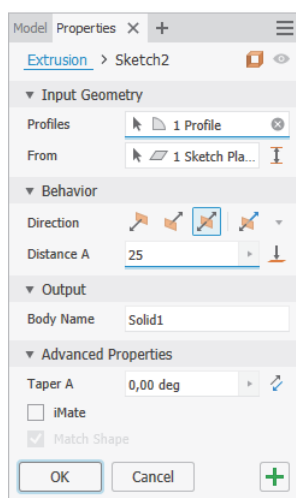 Model Properties × +
Extrusion > Sketch2
Input Geometry
Profiles 1 Profile
From 1 Sketch Pla...
Behavior
Direction
Distance A 25
Output
Body Name Solid1
Advanced Properties
Taper A 0,00 deg
iMate
Match Shape
OK Cancel